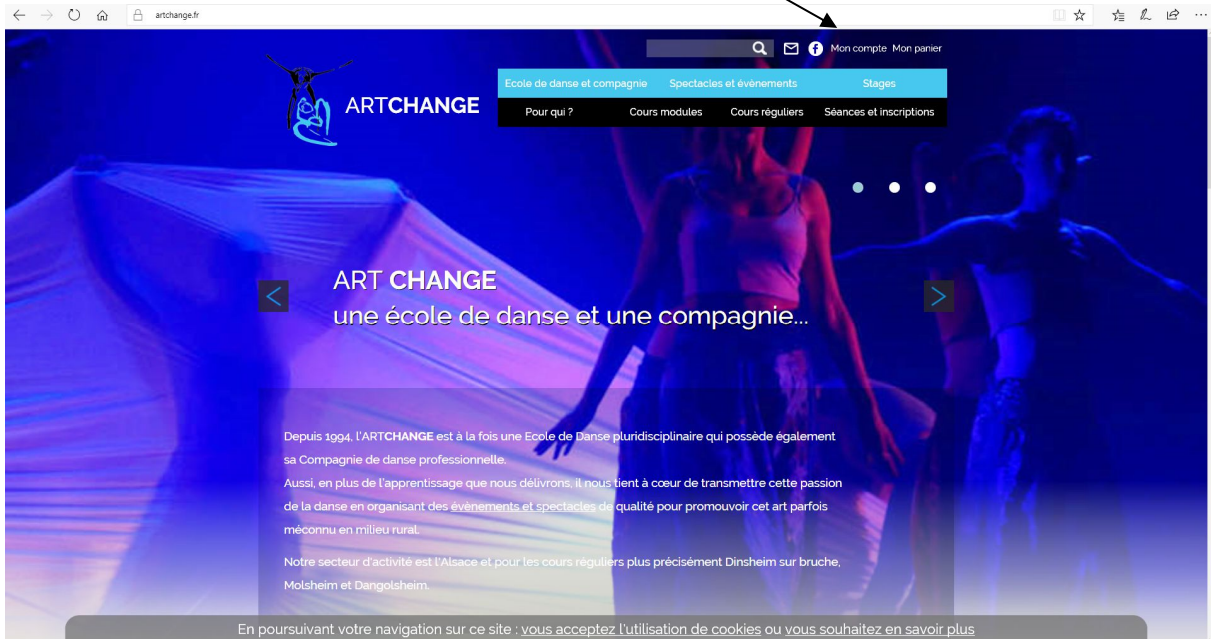 artchange.fr
Mon compte Mon panier
ARTCHANGE
Ecole de danse et compagnie Spectacles et évènements Stages
Pour qui ? Cours modules Cours réguliers Séances et inscriptions
ART CHANGE
une école de danse et une compagnie...
Depuis 1994, l'ARTCHANGE est à la fois une Ecole de Danse pluridisciplinaire qui possède également
sa Compagnie de danse professionnelle.
Aussi, en plus de l'apprentissage que nous délivrons, il nous tient à cœur de transmettre cette passion
de la danse en organisant des évènements et spectacles de qualité pour promouvoir cet art parfois
méconnu en milieu rural.
Notre secteur d'activité est l'Alsace et pour les cours réguliers plus précisément Dinsheim sur bruche,
Molsheim et Dangolsheim.
En poursuivant votre navigation sur ce site : vous acceptez l'utilisation de cookies ou vous souhaitez en savoir plus